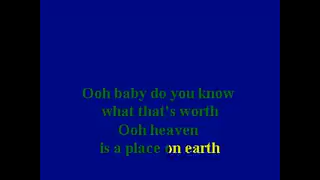 Ooh baby do you know
what that's worth
Ooh heaven
is a place on earth